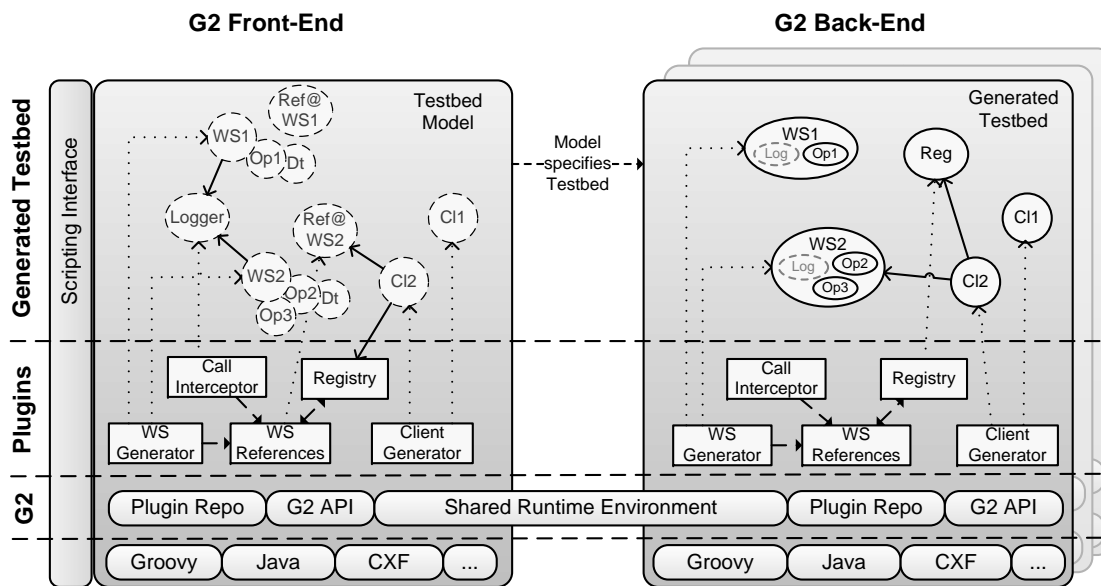 G2 Front-End
G2 Back-End
Generated Testbed
Plugins
G2
Scripting Interface
Testbed
Model
Ref@
WS1
WS1
Op1
Dt
Logger
Ref@
WS2
Cl1
WS2
Op2
Dt
Op3
Cl2
Call
Interceptor
Registry
WS
Generator
WS
References
Client
Generator
Model
specifies
Testbed
Generated
Testbed
WS1
Log
Op1
Reg
Cl1
WS2
Log
Op2
Op3
Cl2
Call
Interceptor
Registry
WS
Generator
WS
References
Client
Generator
Plugin Repo
G2 API
Shared Runtime Environment
Plugin Repo
G2 API
Groovy
Java
CXF
...
Groovy
Java
CXF
...